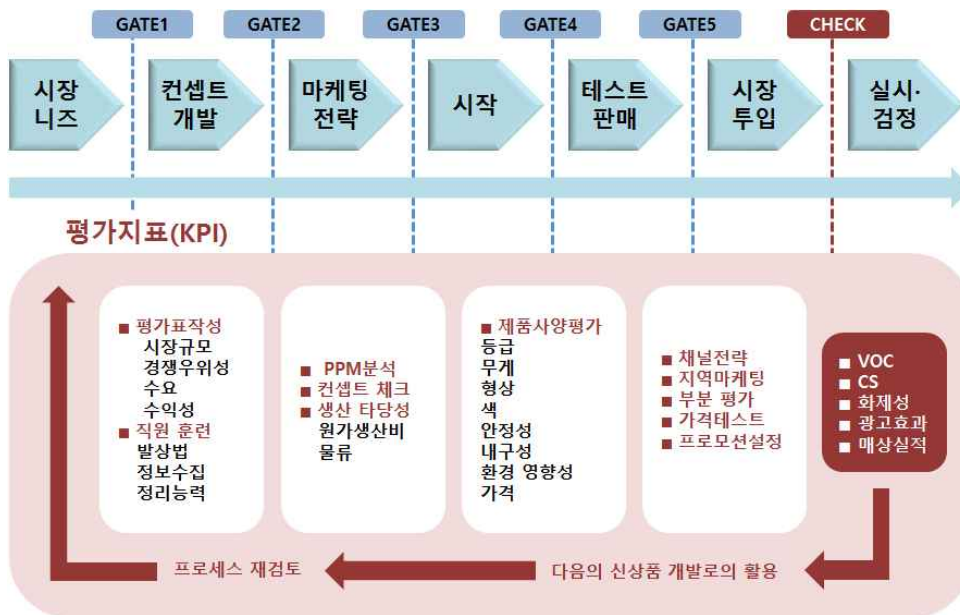 GATE1
GATE2
GATE3
GATE4
GATE5
CHECK
시장
니즈
컨셉트
개발
마케팅
전략
시작
테스트
판매
시장
투입
실시·
검정
평가지표(KPI)
■ 평가표작성
시장규모
경쟁우위성
수요
수익성
■ 직원 훈련
발상법
정보수집
정리능력
■ PPM분석
■ 컨셉트 체크
■ 생산 타당성
원가생산비
물류
■ 제품사양평가
등급
무게
형상
색
안정성
내구성
환경 영향성
가격
■ 채널전략
■ 지역마케팅
■ 부분 평가
■ 가격테스트
■ 프로모션설정
■ VOC
■ CS
■ 화제성
■ 광고효과
■ 매상실적
프로세스 재검토
다음의 신상품 개발로의 활용